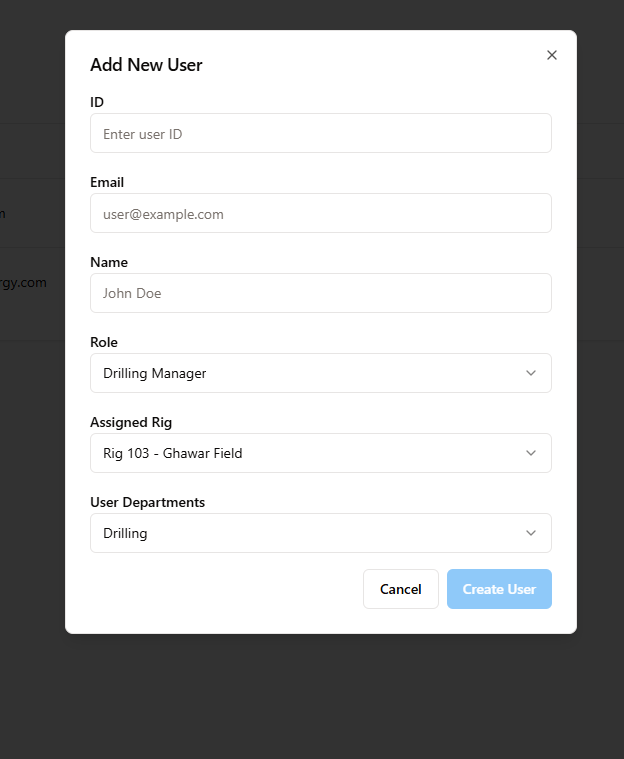 Add New User
ID
Enter user ID
Email
user@example.com
m
Name
rgy.com
John Doe
Role
Drilling Manager
Assigned Rig
Rig 103 - Ghawar Field
User Departments
Drilling
Cancel
Create User